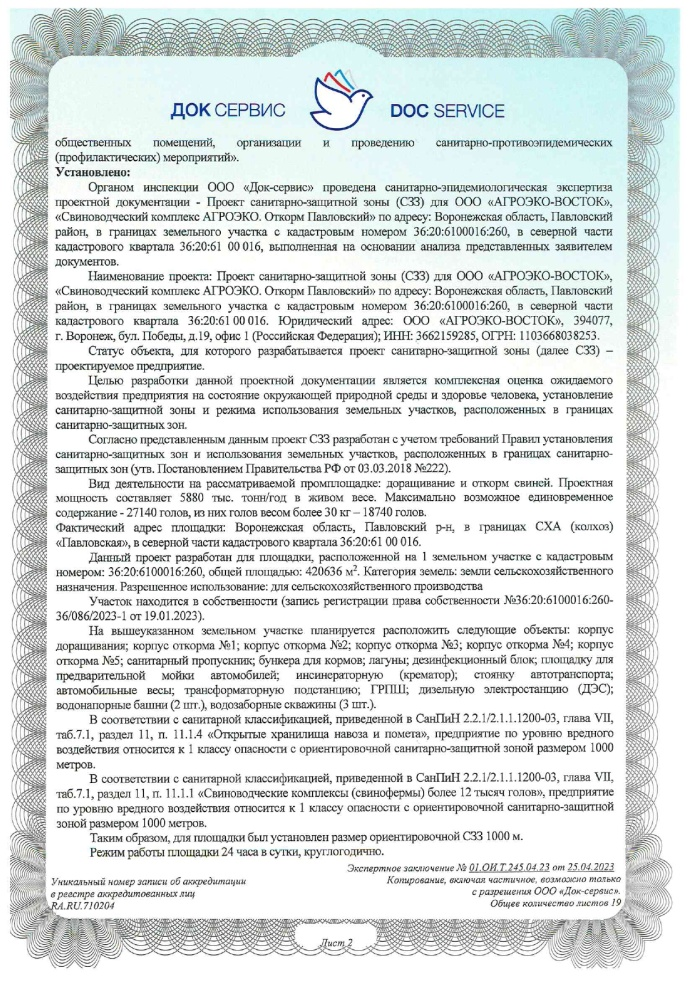 ДОК СЕРВИС DOC SERVICE
общественных помещений, организации и проведению санитарно-противоэпидемических
(профилактических) мероприятий».
Установлено:
Органом инспекции ООО «Док-сервис» проведена санитарно-эпидемиологическая экспертиза
проектной документации - Проект санитарно-защитной зоны (СЗЗ) для ООО «АГРОЭКО-ВОСТОК»,
«Свиноводческий комплекс АГРОЭКО. Откорм Павловский» по адресу: Воронежская область, Павловский
район, в границах земельного участка с кадастровым номером 36:20:6100016:260, в северной части
кадастрового квартала 36:20:61 00 016, выполненная на основании анализа представленных заявителем
документов.
Наименование проекта: Проект санитарно-защитной зоны (СЗЗ) для ООО «АГРОЭКО-ВОСТОК»,
«Свиноводческий комплекс АГРОЭКО. Откорм Павловский» по адресу: Воронежская область, Павловский
район, в границах земельного участка с кадастровым номером 36:20:6100016:260, в северной части
кадастрового квартала 36:20:61 00 016. Юридический адрес: ООО «АГРОЭКО-ВОСТОК», 394077,
г. Воронеж, бул. Победы, д.19, офис 1 (Российская Федерация); ИНН: 3662159285, ОГРН: 1103668038253.
Статус объекта, для которого разрабатывается проект санитарно-защитной зоны (далее СЗЗ) –
проектируемое предприятие.
Целью разработки данной проектной документации является комплексная оценка ожидаемого
воздействия предприятия на состояние окружающей природной среды и здоровье человека, установление
санитарно-защитной зоны и режима использования земельных участков, расположенных в границах
санитарно-защитных зон.
Согласно представленным данным проект СЗЗ разработан с учетом требований Правил установления
санитарно-защитных зон и использования земельных участков, расположенных в границах санитарно-
защитных зон (утв. Постановлением Правительства РФ от 03.03.2018 №222).
Вид деятельности на рассматриваемой промплощадке: доращивание и откорм свиней. Проектная
мощность составляет 5880 тыс. тонн/год в живом весе. Максимально возможное единовременное
содержание - 27140 голов, из них голов весом более 30 кг – 18740 голов.
Фактический адрес площадки: Воронежская область, Павловский р-н, в границах СХА (колхоз)
«Павловская», в северной части кадастрового квартала 36:20:61 00 016.
Данный проект разработан для площадки, расположенной на 1 земельном участке с кадастровым
номером: 36:20:6100016:260, общей площадью: 420636 м². Категория земель: земли сельскохозяйственного
назначения. Разрешенное использование: для сельскохозяйственного производства
Участок находится в собственности (запись регистрации права собственности №36:20:6100016:260-
36/086/2023-1 от 19.01.2023).
На вышеуказанном земельном участке планируется расположить следующие объекты: корпус
доращивания; корпус откорма №1; корпус откорма №2; корпус откорма №3; корпус откорма №4; корпус
откорма №5; санитарный пропускник; бункера для кормов; лагуны; дезинфекционный блок; площадку для
предварительной мойки автомобилей; инсинераторную (крематор); стоянку автотранспорта;
автомобильные весы; трансформаторную подстанцию; ГРПШ; дизельную электростанцию (ДЭС);
водонапорные башни (2 шт.), водозаборные скважины (3 шт.).
В соответствии с санитарной классификацией, приведенной в СанПиН 2.2.1/2.1.1.1200-03, глава VII,
таб.7.1, раздел 11, п. 11.1.4 «Открытые хранилища навоза и помета», предприятие по уровню вредного
воздействия относится к 1 классу опасности с ориентировочной санитарно-защитной зоной размером 1000
метров.
В соответствии с санитарной классификацией, приведенной в СанПиН 2.2.1/2.1.1.1200-03, глава VII,
таб.7.1, раздел 11, п. 11.1.1 «Свиноводческие комплексы (свинофермы) более 12 тысяч голов», предприятие
по уровню вредного воздействия относится к 1 классу опасности с ориентировочной санитарно-защитной
зоной размером 1000 метров.
Таким образом, для площадки был установлен размер ориентировочной СЗЗ 1000 м.
Режим работы площадки 24 часа в сутки, круглогодично.
Экспертное заключение № 01.ОИ.Т.245.04.23 от 25.04.2023
Уникальный номер записи об аккредитации Копирование, включая частичное, возможно только
в реестре аккредитованных лиц с разрешения ООО «Док-сервис».
RA.RU.710204 Общее количество листов 19
Лист 2